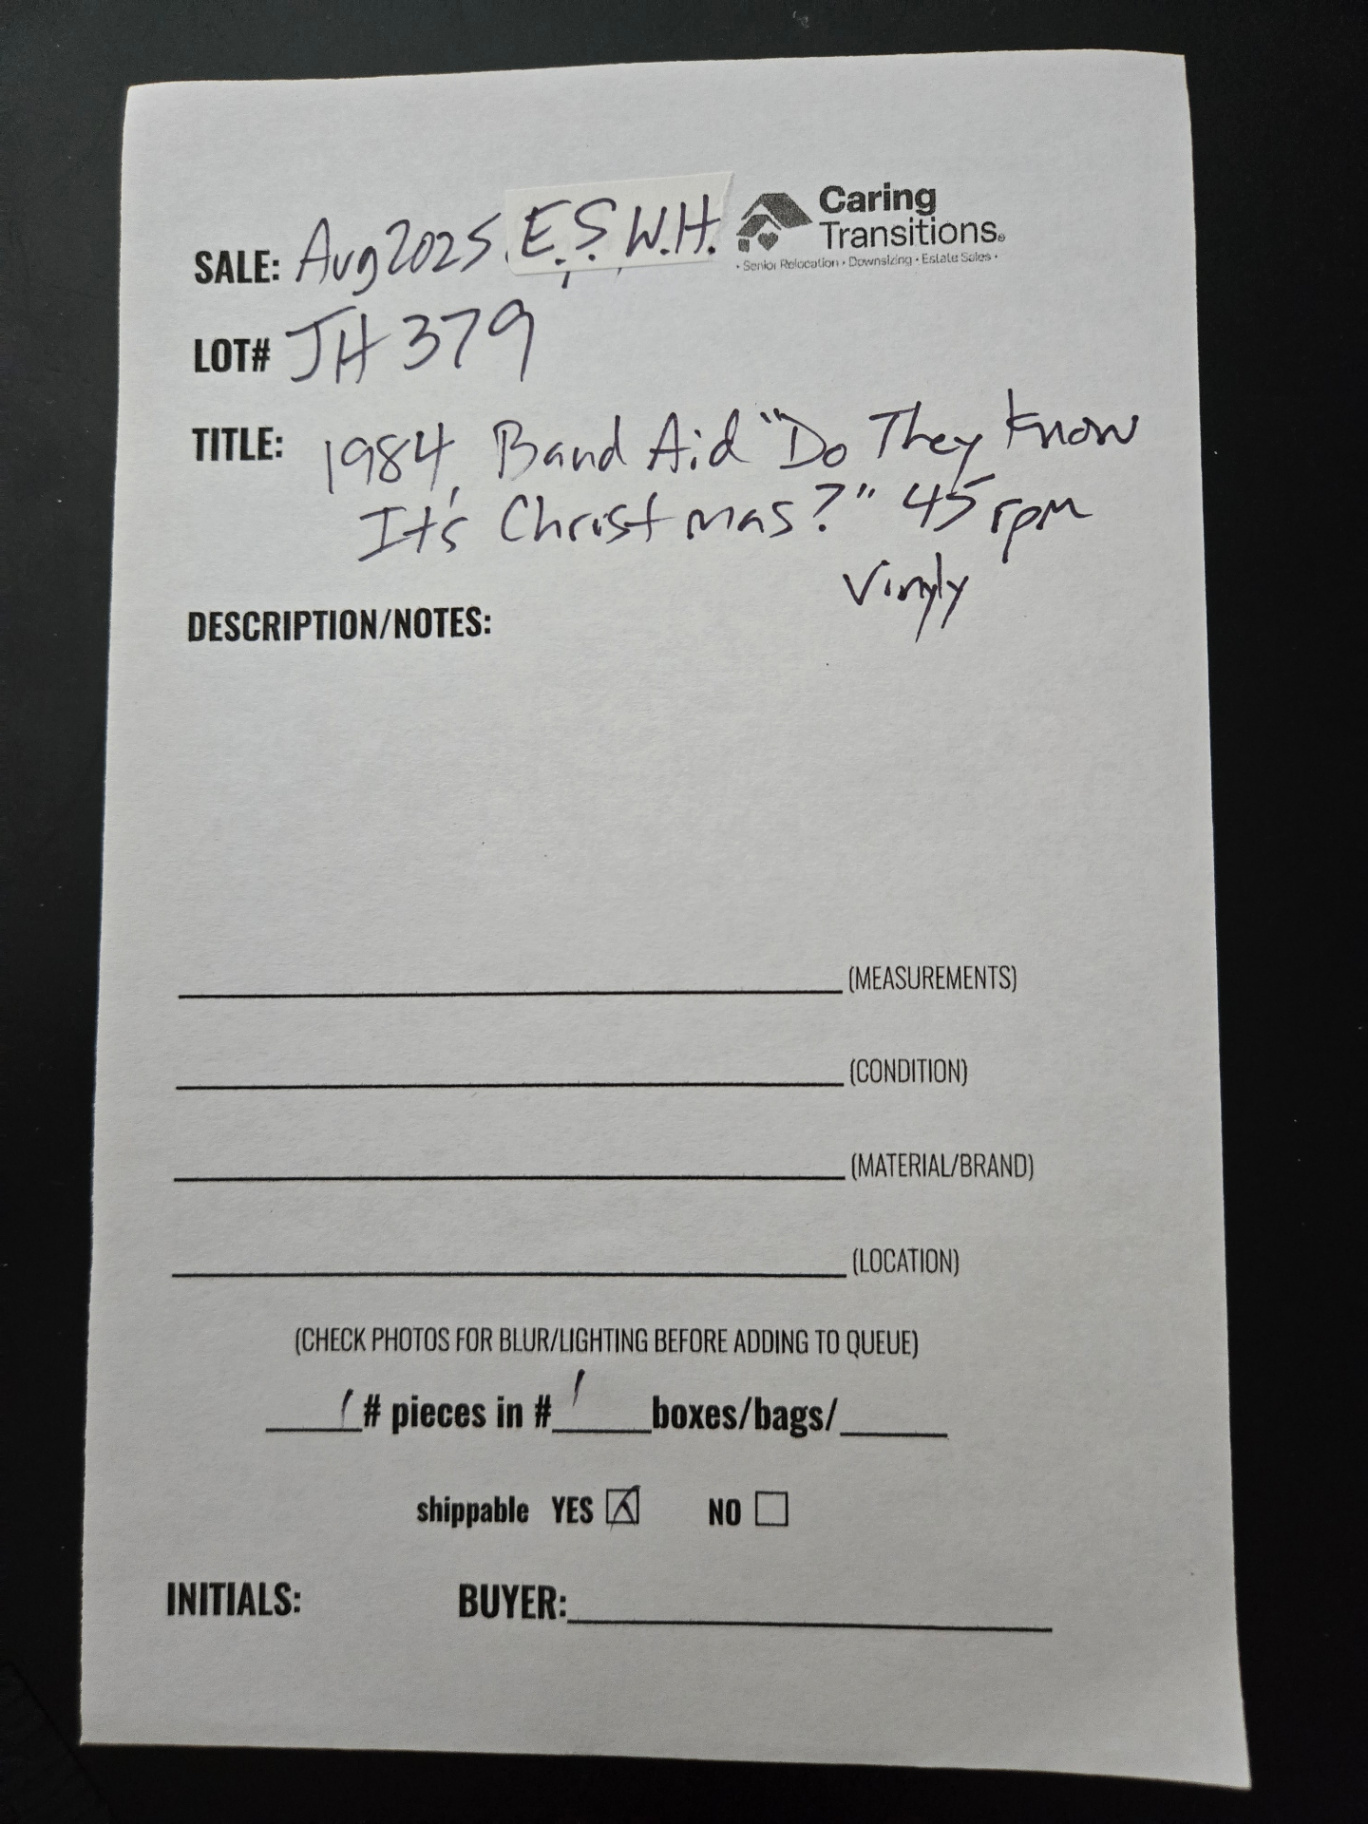 SALE: Aug 2025 E.S.W.H.
Caring
Transitions®
• Senior Relocation • Downsizing • Estate Sales •
LOT# JH 379
TITLE: 1984, Band Aid "Do They Know
It's Christmas?" 45 rpm
Vinyly
DESCRIPTION/NOTES:
(MEASUREMENTS)
(CONDITION)
(MATERIAL/BRAND)
(LOCATION)
(CHECK PHOTOS FOR BLUR/LIGHTING BEFORE ADDING TO QUEUE)
1 # pieces in # 1 boxes/bags/
shippable YES ☒ NO ☐
INITIALS: BUYER: